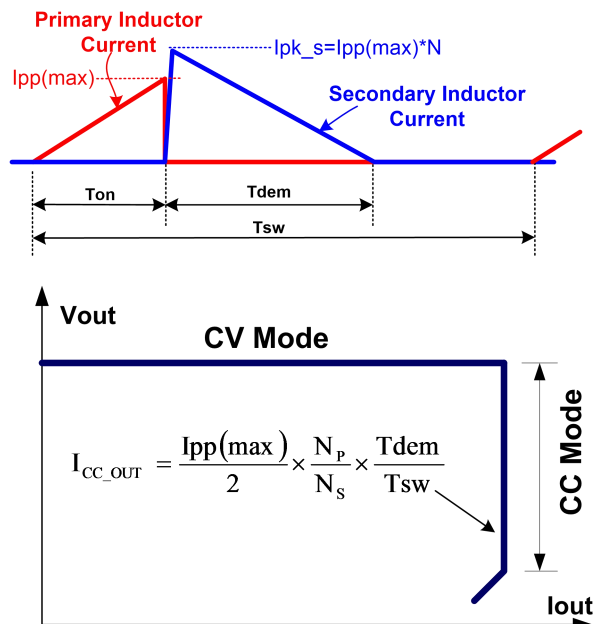 Primary Inductor
Current
Ipk_s=Ipp(max)*N
Ipp(max)
Secondary Inductor
Current
Ton
Tdem
Tsw
Vout
CV Mode
I_CC_OUT = Ipp(max)/2 × N_P/N_S × Tdem/Tsw
CC Mode
Iout